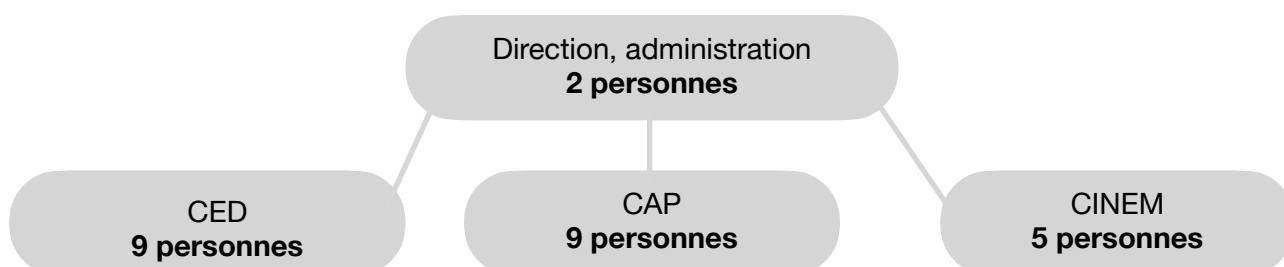 Direction, administration
2 personnes
CED
9 personnes
CAP
9 personnes
CINEM
5 personnes